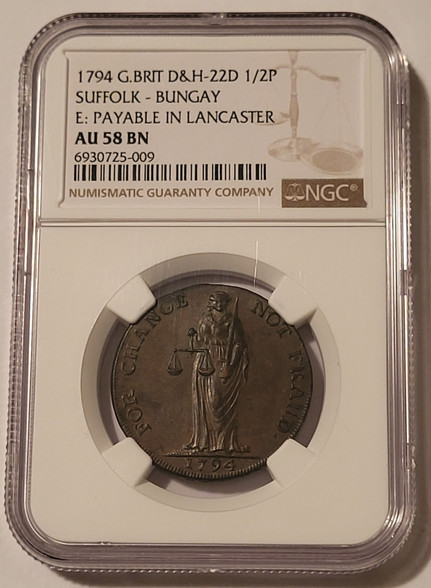 1794 G.BRIT D&H-22D 1/2P
SUFFOLK - BUNGAY
E: PAYABLE IN LANCASTER
AU 58 BN
6930725-009
NUMISMATIC GUARANTY COMPANY
NGC®
FOR CHANGE NOT FRAUD.
1794